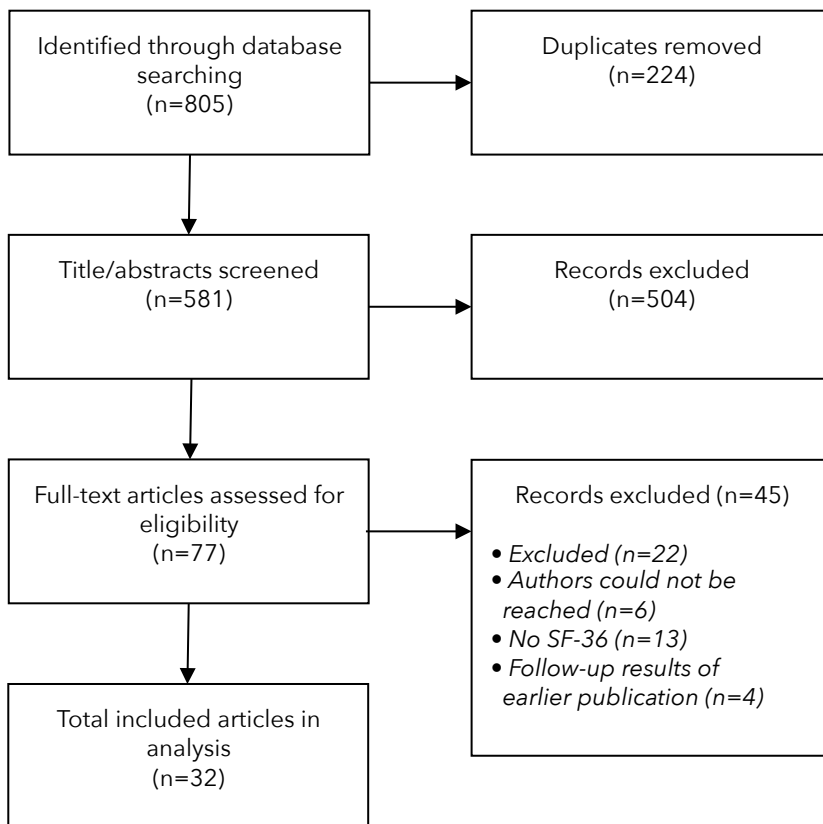 Identified through database
searching
(n=805)
Duplicates removed
(n=224)
Title/abstracts screened
(n=581)
Records excluded
(n=504)
Full-text articles assessed for
eligibility
(n=77)
Records excluded (n=45)
• Excluded (n=22)
• Authors could not be
reached (n=6)
• No SF-36 (n=13)
• Follow-up results of
earlier publication (n=4)
Total included articles in
analysis
(n=32)